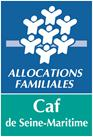 ALLOCATIONS
FAMILIALES
Caf
de Seine-Maritime